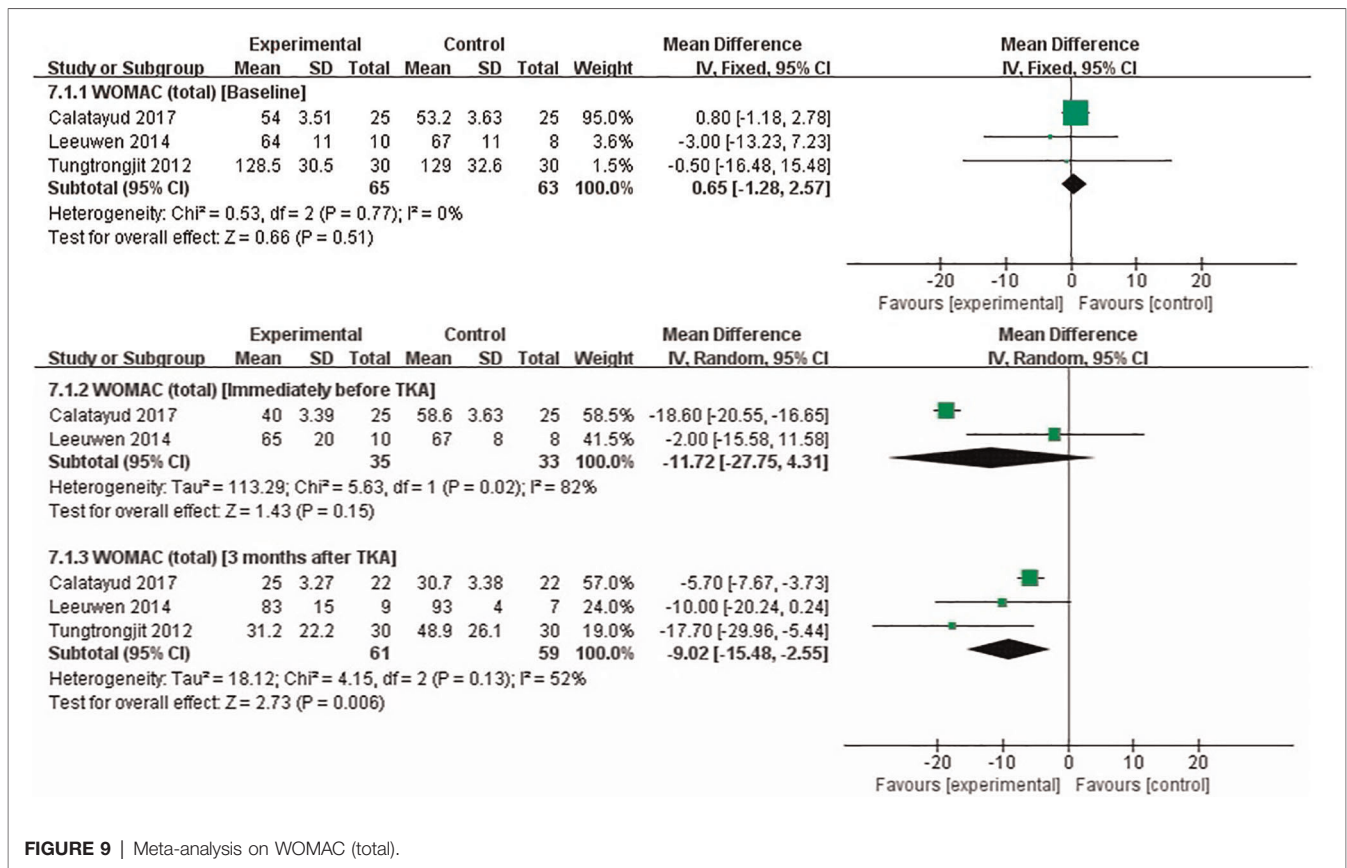 Experimental Control Mean Difference Mean Difference
Study or Subgroup Mean SD Total Mean SD Total Weight IV, Fixed, 95% CI IV, Fixed, 95% CI
7.1.1 WOMAC (total) [Baseline]
Calatayud 2017 54 3.51 25 53.2 3.63 25 95.0% 0.80 [-1.18, 2.78]
Leeuwen 2014 64 11 10 67 11 8 3.6% -3.00 [-13.23, 7.23]
Tungtrongjit 2012 128.5 30.5 30 129 32.6 30 1.5% -0.50 [-16.48, 15.48]
Subtotal (95% CI) 65 63 100.0% 0.65 [-1.28, 2.57]
Heterogeneity: Chi² = 0.53, df = 2 (P = 0.77); I² = 0%
Test for overall effect: Z = 0.66 (P = 0.51)
-20 -10 0 10 20
Favours [experimental] Favours [control]
Experimental Control Mean Difference Mean Difference
Study or Subgroup Mean SD Total Mean SD Total Weight IV, Random, 95% CI IV, Random, 95% CI
7.1.2 WOMAC (total) [Immediately before TKA]
Calatayud 2017 40 3.39 25 58.6 3.63 25 58.5% -18.60 [-20.55, -16.65]
Leeuwen 2014 65 20 10 67 8 8 41.5% -2.00 [-15.58, 11.58]
Subtotal (95% CI) 35 33 100.0% -11.72 [-27.75, 4.31]
Heterogeneity: Tau² = 113.29; Chi² = 5.63, df = 1 (P = 0.02); I² = 82%
Test for overall effect: Z = 1.43 (P = 0.15)
7.1.3 WOMAC (total) [3 months after TKA]
Calatayud 2017 25 3.27 22 30.7 3.38 22 57.0% -5.70 [-7.67, -3.73]
Leeuwen 2014 83 15 9 93 4 7 24.0% -10.00 [-20.24, 0.24]
Tungtrongjit 2012 31.2 22.2 30 48.9 26.1 30 19.0% -17.70 [-29.96, -5.44]
Subtotal (95% CI) 61 59 100.0% -9.02 [-15.48, -2.55]
Heterogeneity: Tau² = 18.12; Chi² = 4.15, df = 2 (P = 0.13); I² = 52%
Test for overall effect: Z = 2.73 (P = 0.006)
-20 -10 0 10 20
Favours [experimental] Favours [control]
FIGURE 9 | Meta-analysis on WOMAC (total).